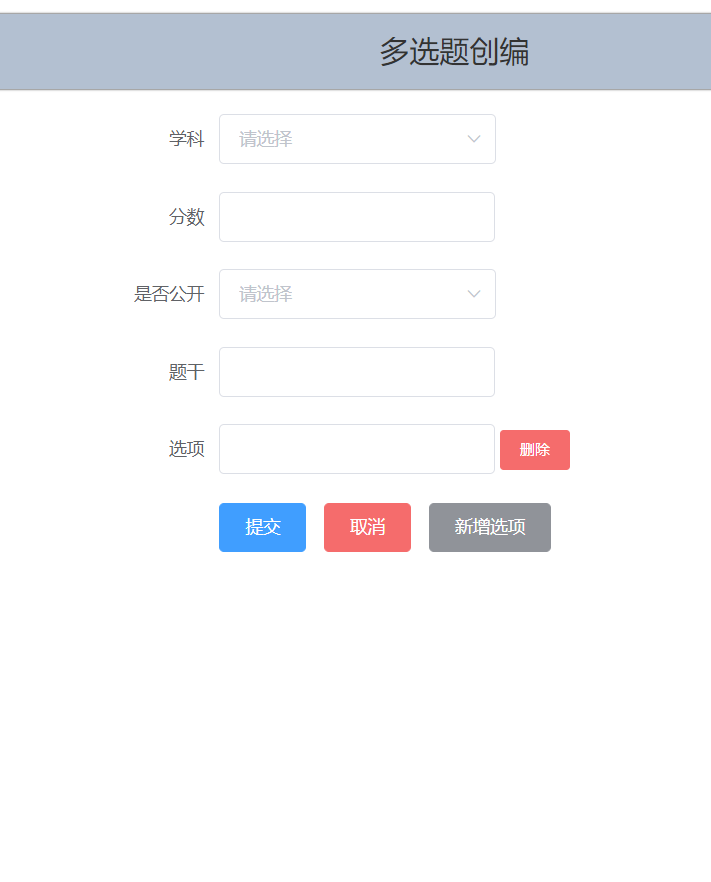 多选题创编
学科 请选择
分数
是否公开 请选择
题干
选项 删除
提交 取消 新增选项